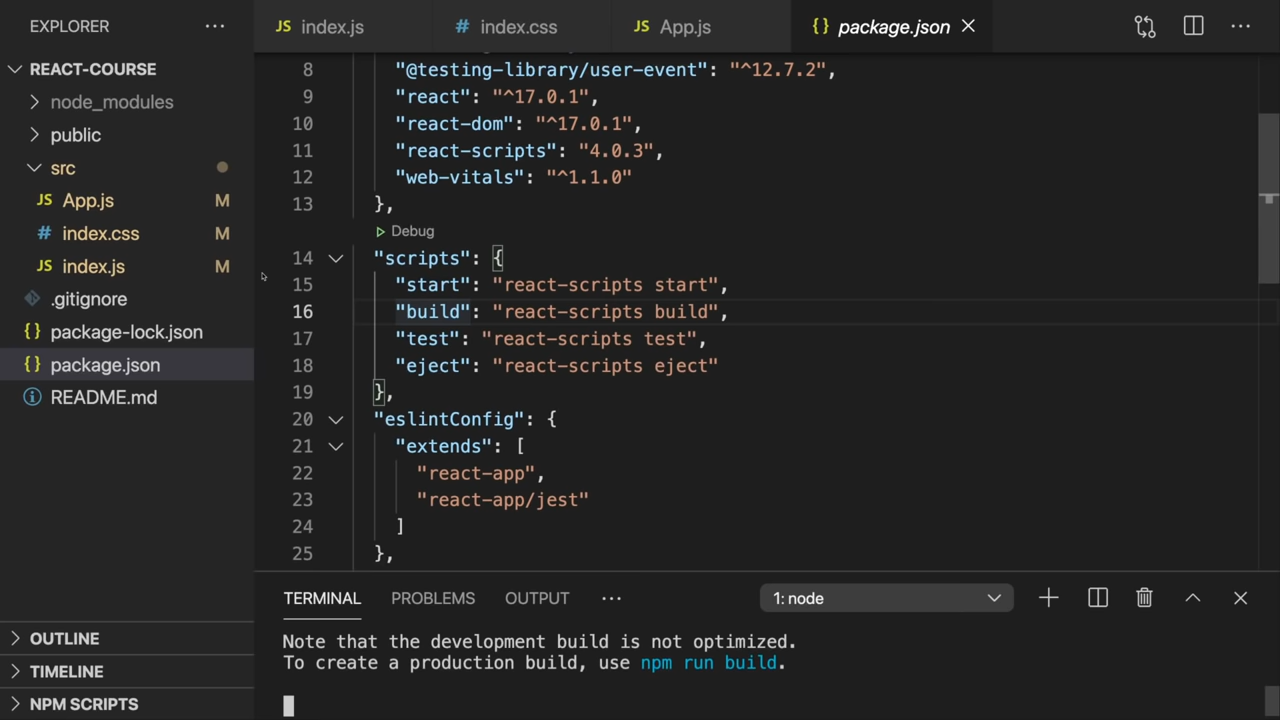 EXPLORER
REACT-COURSE
node_modules
public
src
JS App.js M
# index.css M
JS index.js M
.gitignore
{} package-lock.json
{} package.json
README.md
OUTLINE
TIMELINE
NPM SCRIPTS
JS index.js # index.css JS App.js {} package.json
8 "@testing-library/user-event": "^12.7.2",
9 "react": "^17.0.1",
10 "react-dom": "^17.0.1",
11 "react-scripts": "4.0.3",
12 "web-vitals": "^1.1.0"
13 },
Debug
14 "scripts": {
15 "start": "react-scripts start",
16 "build": "react-scripts build",
17 "test": "react-scripts test",
18 "eject": "react-scripts eject"
19 },
20 "eslintConfig": {
21 "extends": [
22 "react-app",
23 "react-app/jest"
24 ]
25 },
TERMINAL PROBLEMS OUTPUT ... 1: node
Note that the development build is not optimized.
To create a production build, use npm run build.